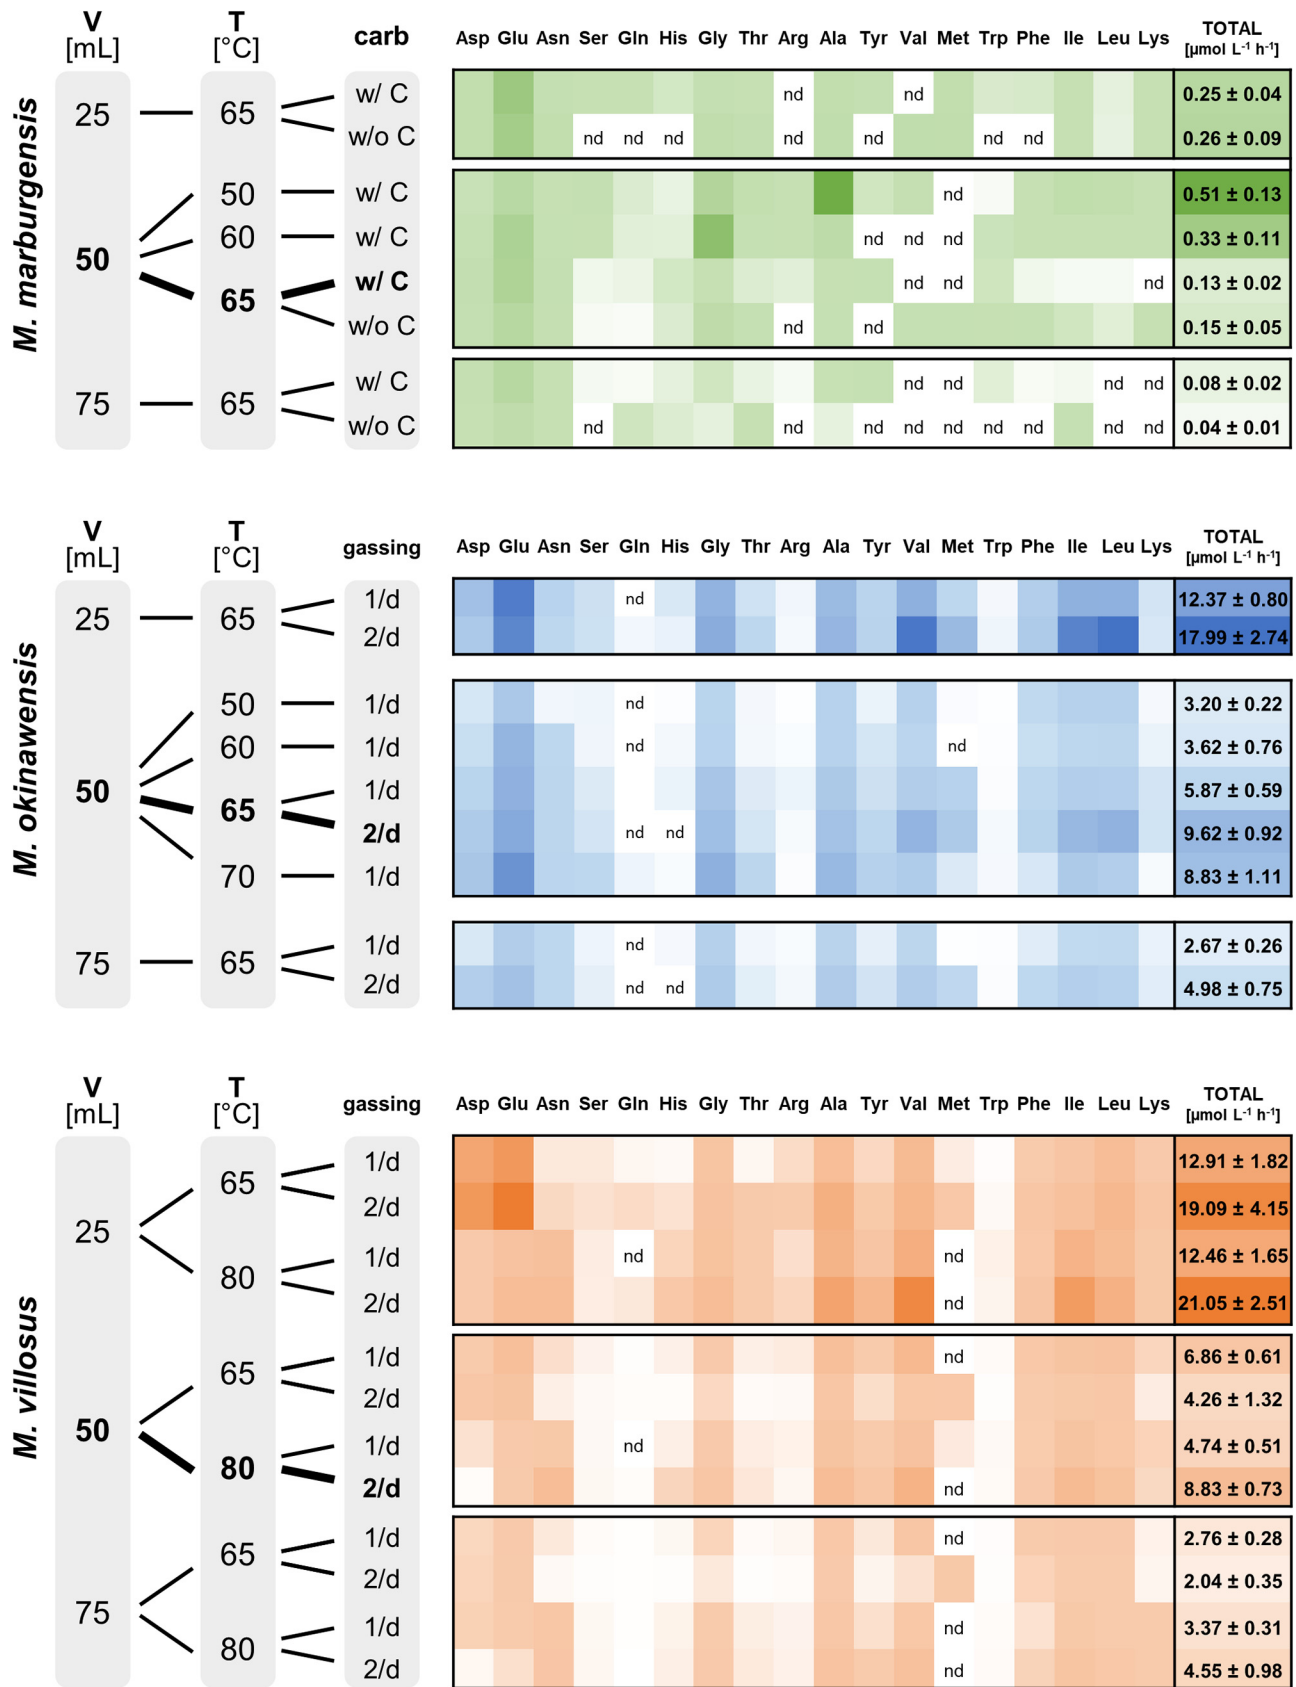 V T carb Asp Glu Asn Ser Gln His Gly Thr Arg Ala Tyr Val Met Trp Phe Ile Leu Lys TOTAL
[mL] [°C] [µmol L⁻¹ h⁻¹]
M. marburgensis
25 65 w/ C nd nd 0.25 ± 0.04
w/o C nd nd nd nd nd nd nd 0.26 ± 0.09
50 50 w/ C nd 0.51 ± 0.13
60 w/ C nd nd nd 0.33 ± 0.11
65 w/ C nd nd nd 0.13 ± 0.02
w/o C nd nd 0.15 ± 0.05
75 65 w/ C nd nd nd nd 0.08 ± 0.02
w/o C nd nd nd nd nd nd nd nd nd 0.04 ± 0.01
V T gassing Asp Glu Asn Ser Gln His Gly Thr Arg Ala Tyr Val Met Trp Phe Ile Leu Lys TOTAL
[mL] [°C] [µmol L⁻¹ h⁻¹]
M. okinawensis
25 65 1/d nd 12.37 ± 0.80
2/d 17.99 ± 2.74
50 50 1/d nd 3.20 ± 0.22
60 1/d nd nd 3.62 ± 0.76
65 1/d 5.87 ± 0.59
2/d nd nd 9.62 ± 0.92
70 1/d 8.83 ± 1.11
75 65 1/d nd 2.67 ± 0.26
2/d nd nd 4.98 ± 0.75
V T gassing Asp Glu Asn Ser Gln His Gly Thr Arg Ala Tyr Val Met Trp Phe Ile Leu Lys TOTAL
[mL] [°C] [µmol L⁻¹ h⁻¹]
M. villosus
25 65 1/d 12.91 ± 1.82
2/d 19.09 ± 4.15
80 1/d nd nd 12.46 ± 1.65
2/d nd 21.05 ± 2.51
50 65 1/d nd 6.86 ± 0.61
2/d 4.26 ± 1.32
80 1/d nd 4.74 ± 0.51
2/d nd 8.83 ± 0.73
75 65 1/d nd 2.76 ± 0.28
2/d 2.04 ± 0.35
80 1/d nd 3.37 ± 0.31
2/d nd 4.55 ± 0.98